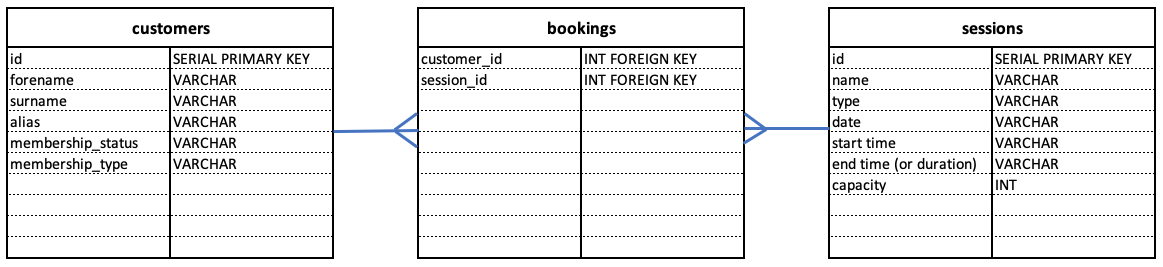 customers
id SERIAL PRIMARY KEY
forename VARCHAR
surname VARCHAR
alias VARCHAR
membership_status VARCHAR
membership_type VARCHAR
bookings
customer_id INT FOREIGN KEY
session_id INT FOREIGN KEY
sessions
id SERIAL PRIMARY KEY
name VARCHAR
type VARCHAR
date VARCHAR
start time VARCHAR
end time (or duration) VARCHAR
capacity INT